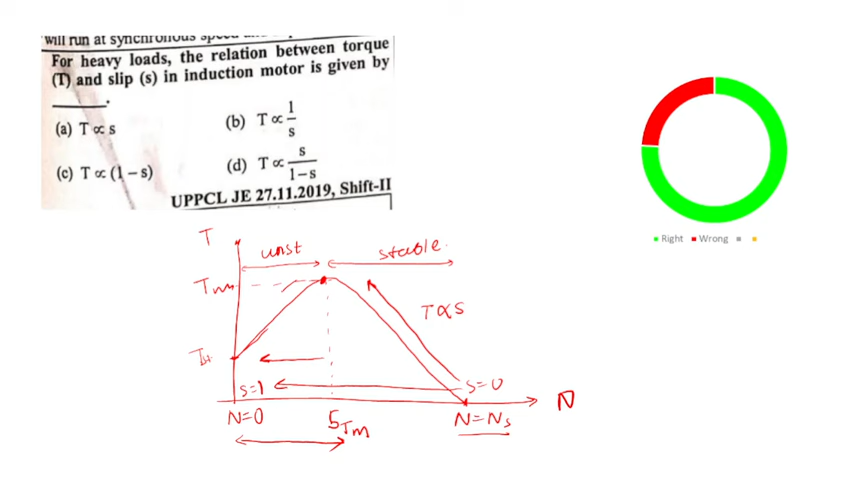 will run at synchronous
For heavy loads, the relation between torque
(T) and slip (s) in induction motor is given by
______.
(a) T ∝ s
(b) T ∝ 1/s
(c) T ∝ (1 – s)
(d) T ∝ s/1–s
UPPCL JE 27.11.2019, Shift-II
Right Wrong
T
unst
stable
Tm
T∝s
Tst
s=1
s=0
N
N=0
STm
N=Ns